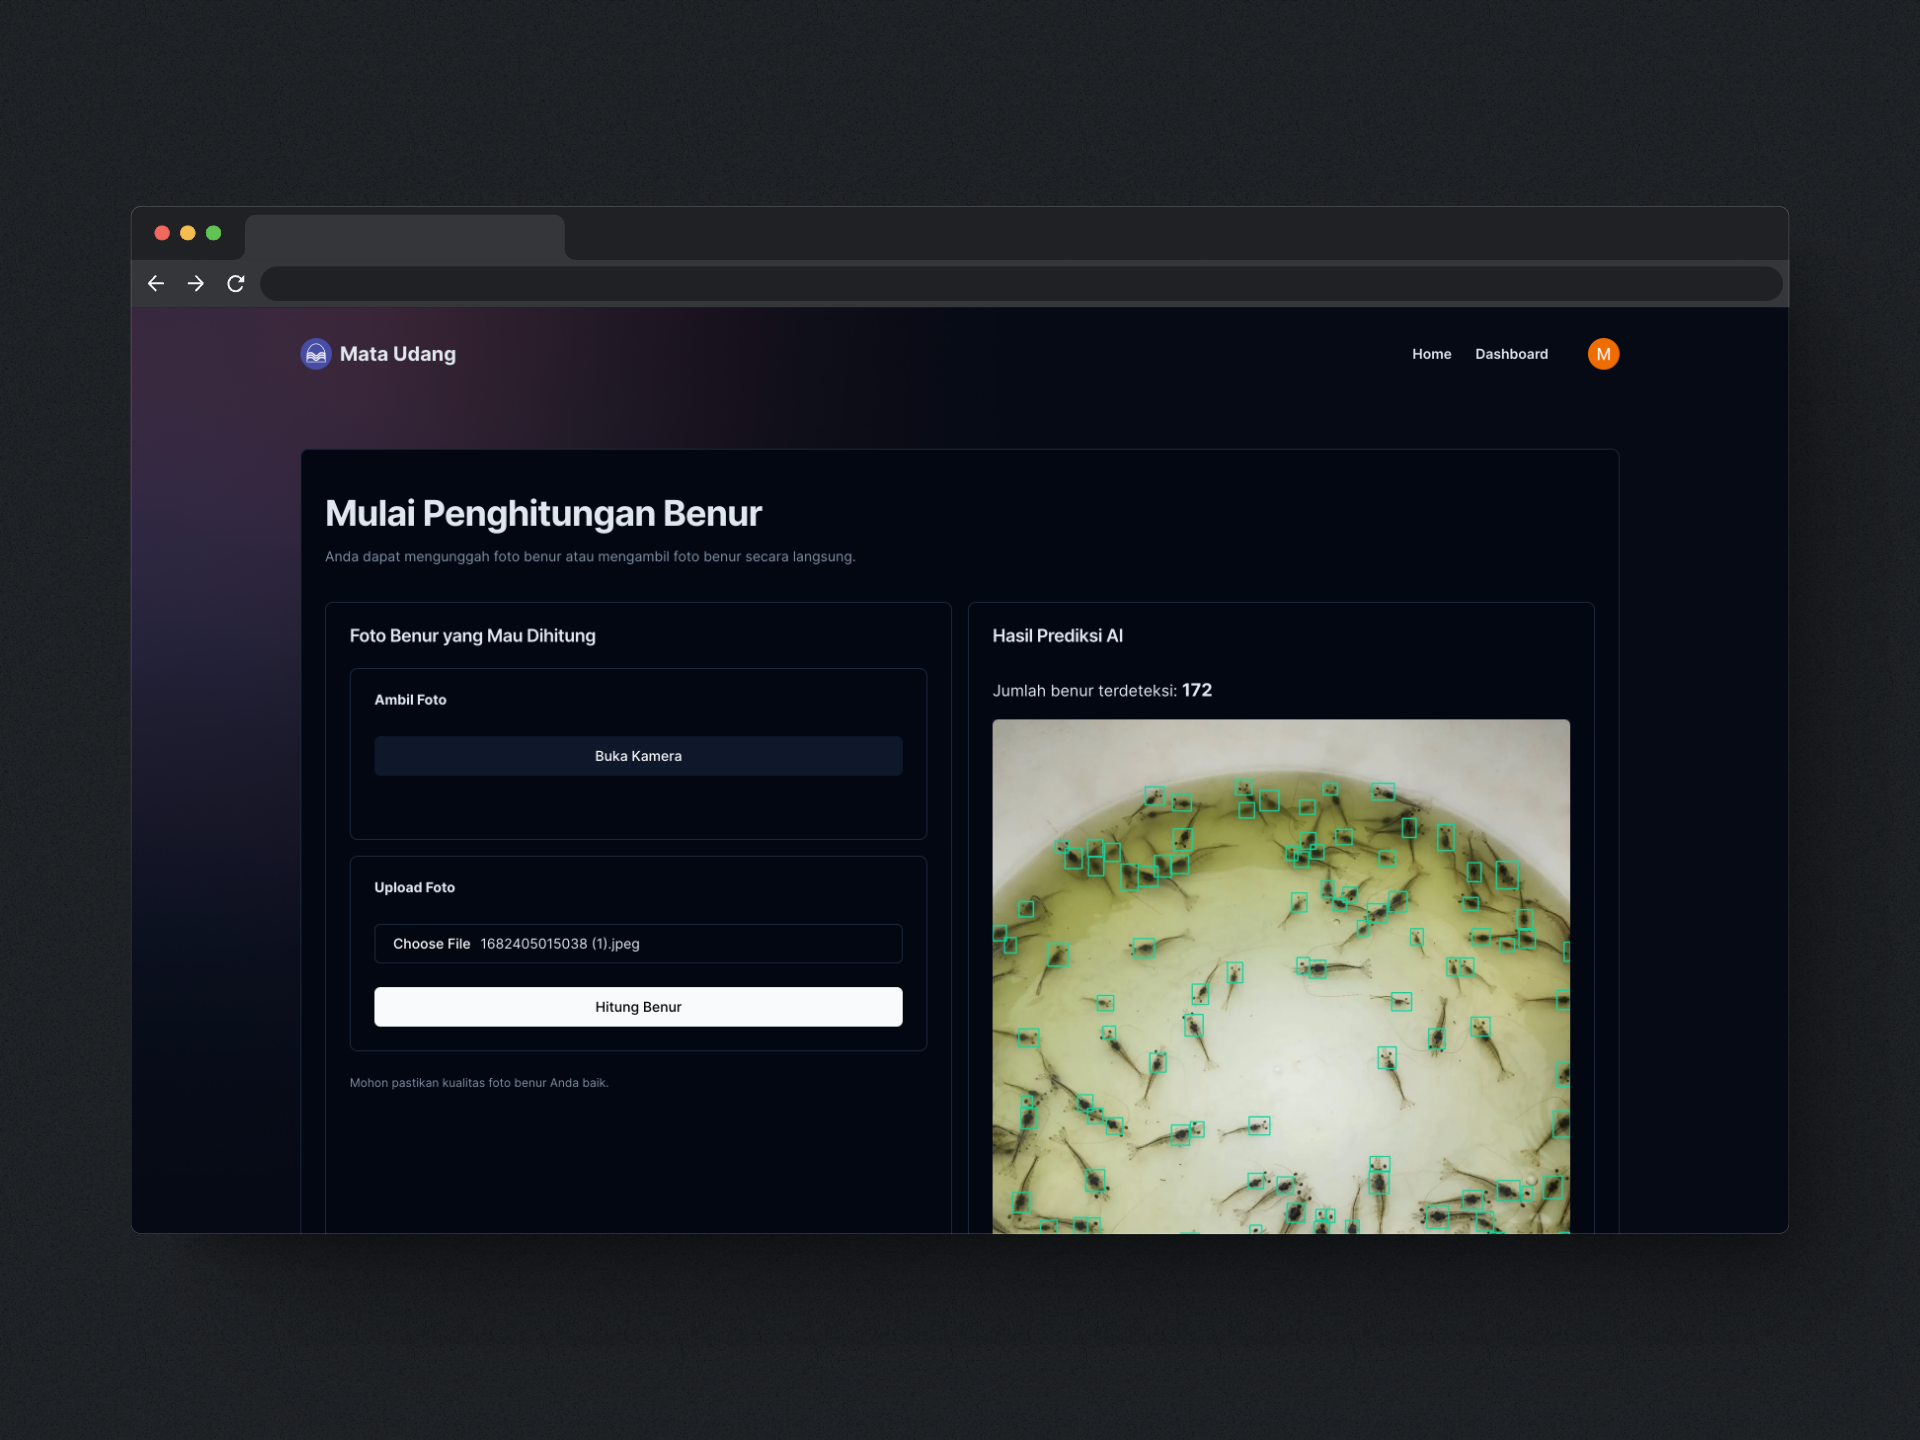 Mata Udang
Home
Dashboard
M
Mulai Penghitungan Benur
Anda dapat mengunggah foto benur atau mengambil foto benur secara langsung.
Foto Benur yang Mau Dihitung
Ambil Foto
Buka Kamera
Upload Foto
Choose File 1682405015038 (1).jpeg
Hitung Benur
Mohon pastikan kualitas foto benur Anda baik.
Hasil Prediksi AI
Jumlah benur terdeteksi: 172